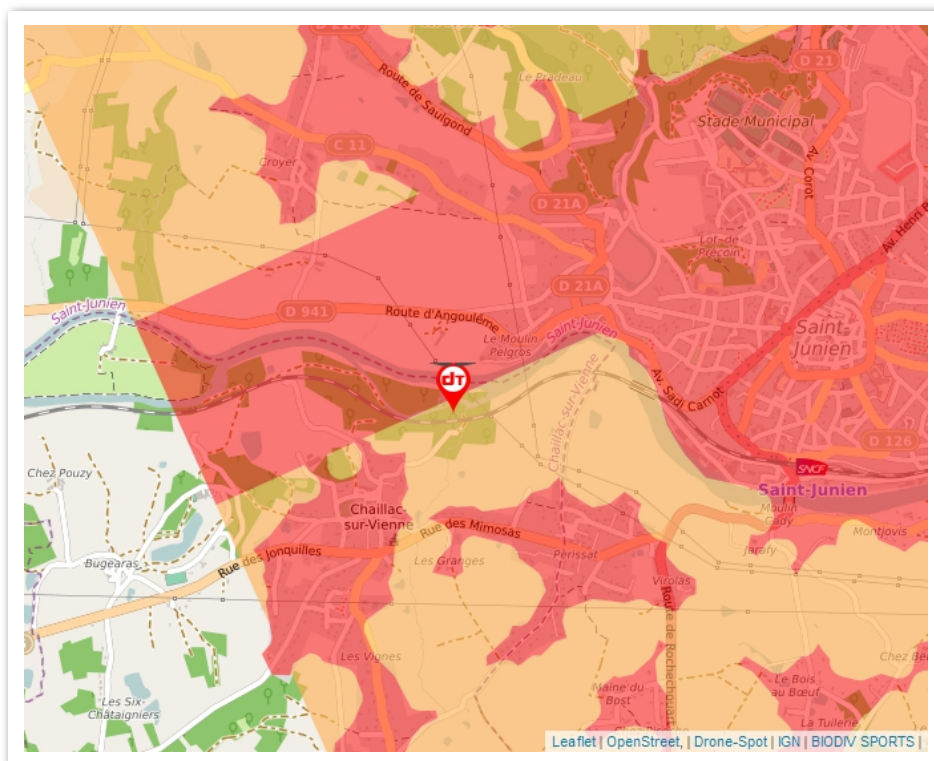 D 21A
D 21
Le Pradeau
Route de Saulgond
Stade Municipal
C 11
Croyer
Av. Corot
D 21A
Av. Henri B
Lot. de
Précoin
D 21A
Saint-Junien
D 941
Route d'Angoulême
Saint-Junien
Le Moulin
Pelgros
Saint-
Junien
dT
Av. Sadi Carnot
Chaillac-sur-Vienne
D 126
SNCF
Chez Pouzy
Saint-Junien
Chaillac-
sur-Vienne
Moulin
Gady
Rue des Mimosas
Montjovis
Rue des Jonquilles
Bugearas
Les Granges
Périssat
Jarafy
Virolas
Route de Rochechouart
Les Vignes
Chez Be
Le Bois
au Bœuf
Maine du
Bost
Les Six-
Châtaigniers
La Tuilerie
Leaflet | OpenStreet, | Drone-Spot | IGN | BIODIV SPORTS |